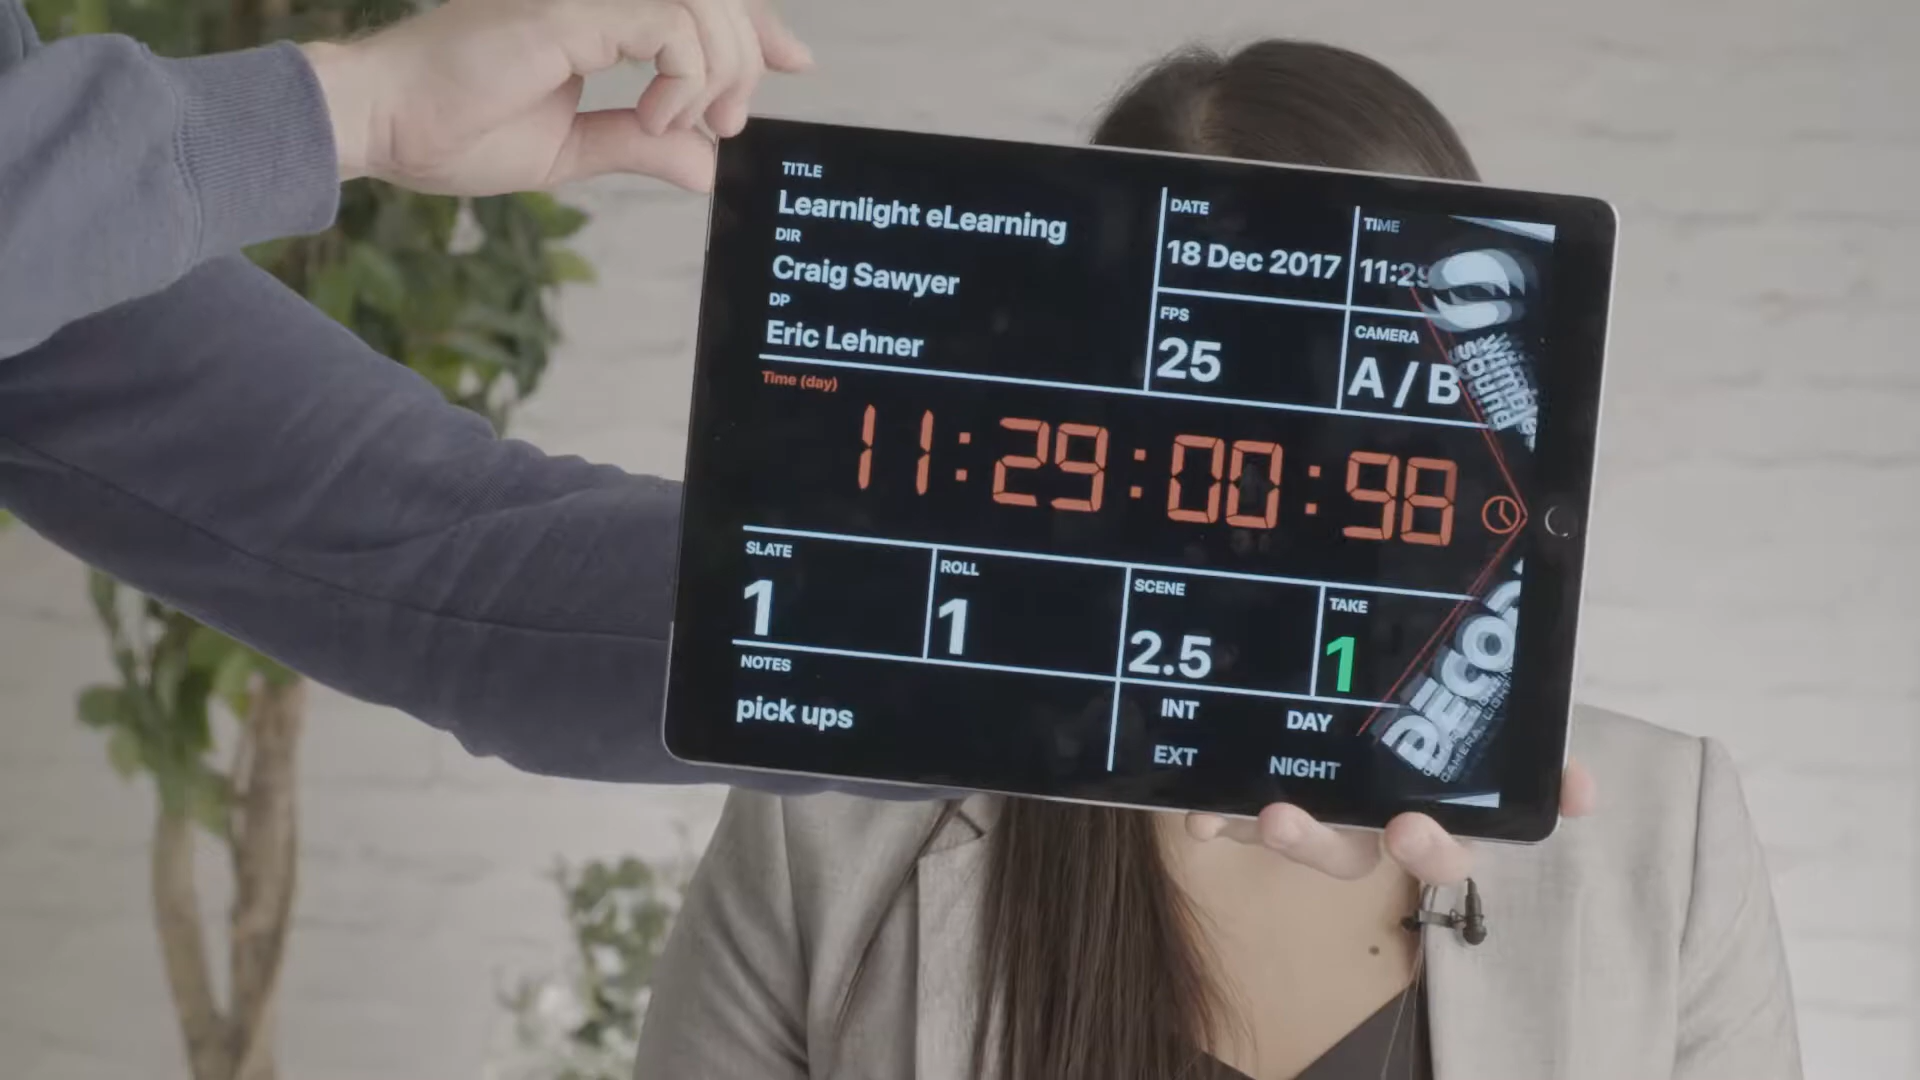 TITLE
Learnlight eLearning
DIR
Craig Sawyer
DP
Eric Lehner
DATE
18 Dec 2017
TIME
11:29
FPS
25
CAMERA
A / B
Time (day)
11:29:00:98
SLATE
1
ROLL
1
SCENE
2.5
TAKE
1
NOTES
pick ups
INT
DAY
EXT
NIGHT
sound